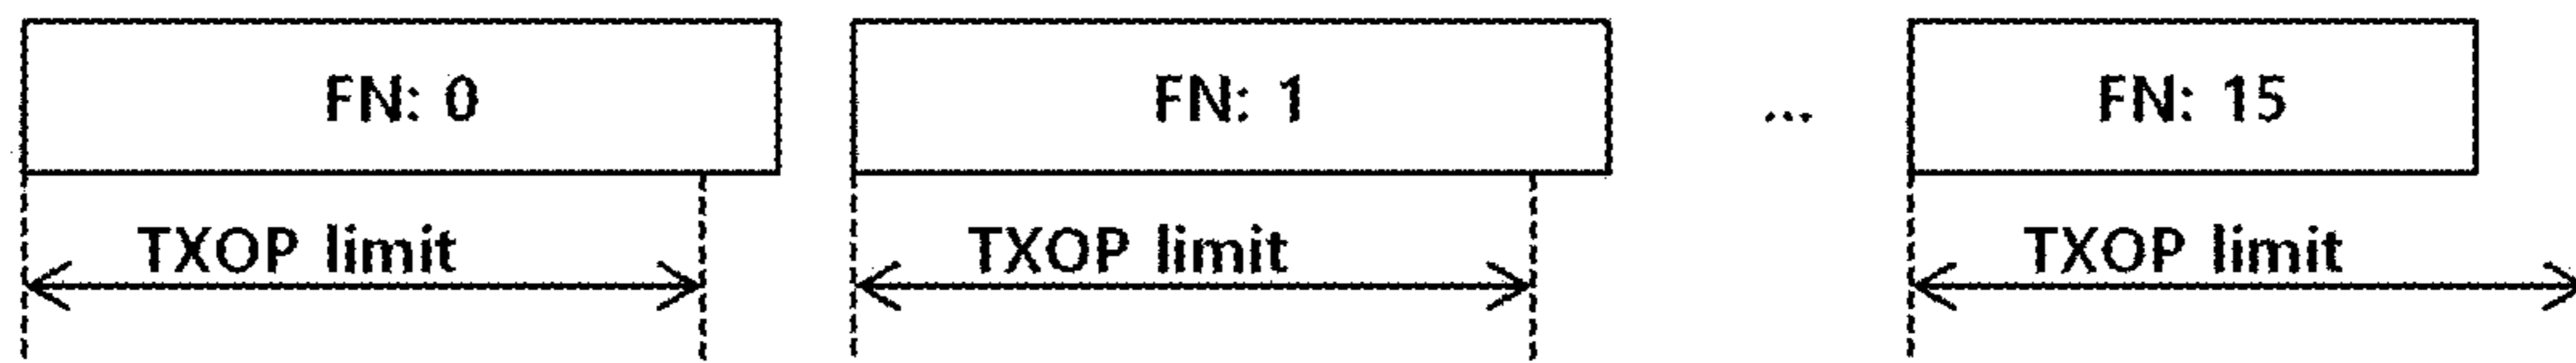 FN: 0 FN: 1 ... FN: 15
TXOP limit TXOP limit TXOP limit